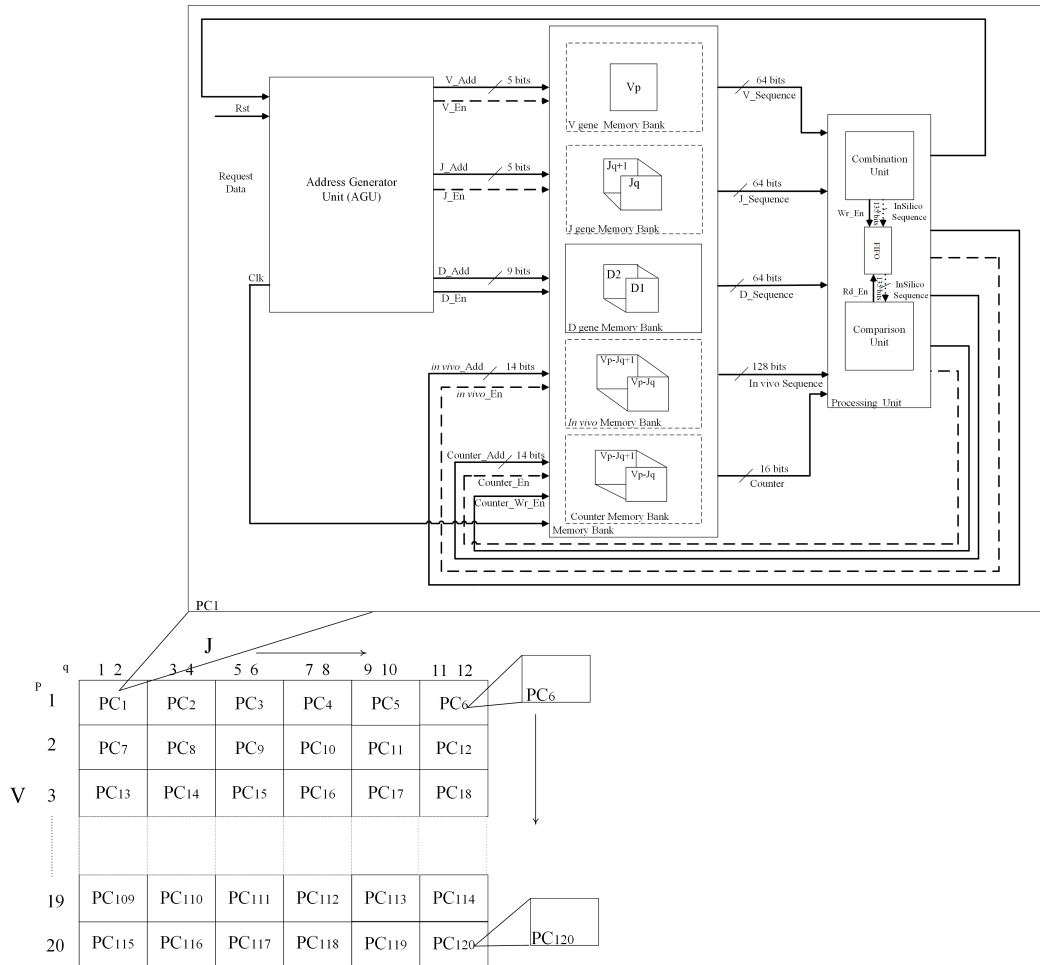 V_Add 5 bits
V_En
Vp
V gene Memory Bank
64 bits
V_Sequence
Rst
Request
Data
Address Generator
Unit (AGU)
J_Add 5 bits
J_En
Jq+1
Jq
J gene Memory Bank
64 bits
J_Sequence
Clk
D_Add 9 bits
D_En
D2
D1
D gene Memory Bank
64 bits
D_Sequence
in vivo_Add 14 bits
in vivo_En
Vp-Jq+1
Vp-Jq
In vivo Memory Bank
128 bits
In vivo Sequence
Counter_Add 14 bits
Counter_En
Counter_Wr_En
Vp-Jq+1
Vp-Jq
Counter Memory Bank
Memory Bank
16 bits
Counter
Combination
Unit
Wr_En
InSilico
Sequence
FIFO
Rd_En
InSilico
Sequence
Comparison
Unit
Processing Unit
PC1
J
q 1 2 3 4 5 6 7 8 9 10 11 12
P
1 PC1 PC2 PC3 PC4 PC5 PC6
PC6
2 PC7 PC8 PC9 PC10 PC11 PC12
V 3 PC13 PC14 PC15 PC16 PC17 PC18
19 PC109 PC110 PC111 PC112 PC113 PC114
20 PC115 PC116 PC117 PC118 PC119 PC120
PC120